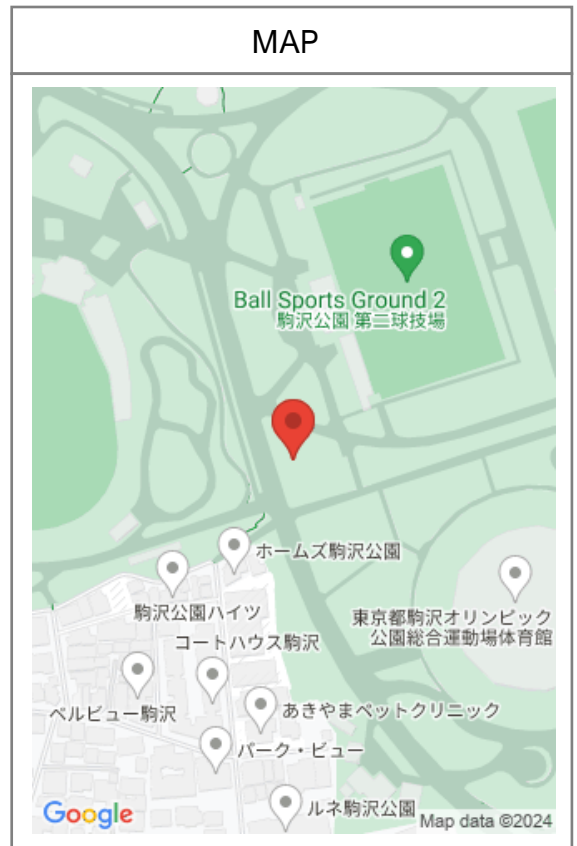 MAP
Ball Sports Ground 2
駒沢公園 第二球技場
ホームズ駒沢公園
駒沢公園ハイツ
東京都駒沢オリンピック
公園総合運動場体育館
コートハウス駒沢
ベルビュー駒沢
あきやまペットクリニック
パーク・ビュー
ルネ駒沢公園
Google
Map data ©2024